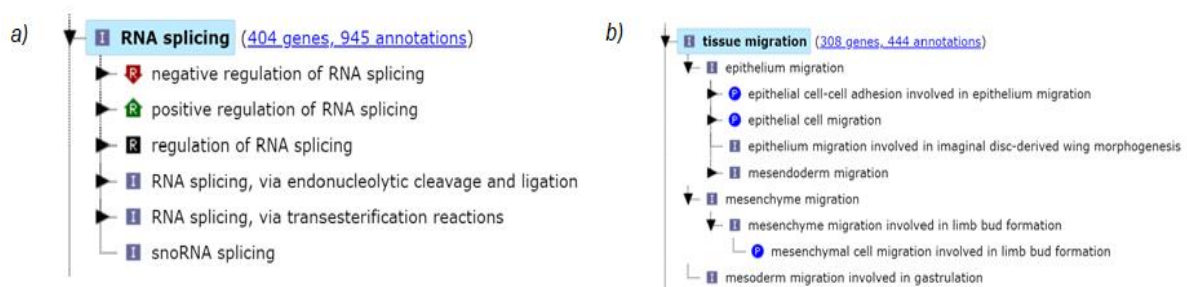 a)
I RNA splicing (404 genes, 945 annotations)
R negative regulation of RNA splicing
R positive regulation of RNA splicing
R regulation of RNA splicing
I RNA splicing, via endonucleolytic cleavage and ligation
I RNA splicing, via transesterification reactions
I snoRNA splicing
b)
I tissue migration (308 genes, 444 annotations)
I epithelium migration
P epithelial cell-cell adhesion involved in epithelium migration
P epithelial cell migration
I epithelium migration involved in imaginal disc-derived wing morphogenesis
I mesendoderm migration
I mesenchyme migration
I mesenchyme migration involved in limb bud formation
P mesenchymal cell migration involved in limb bud formation
I mesoderm migration involved in gastrulation